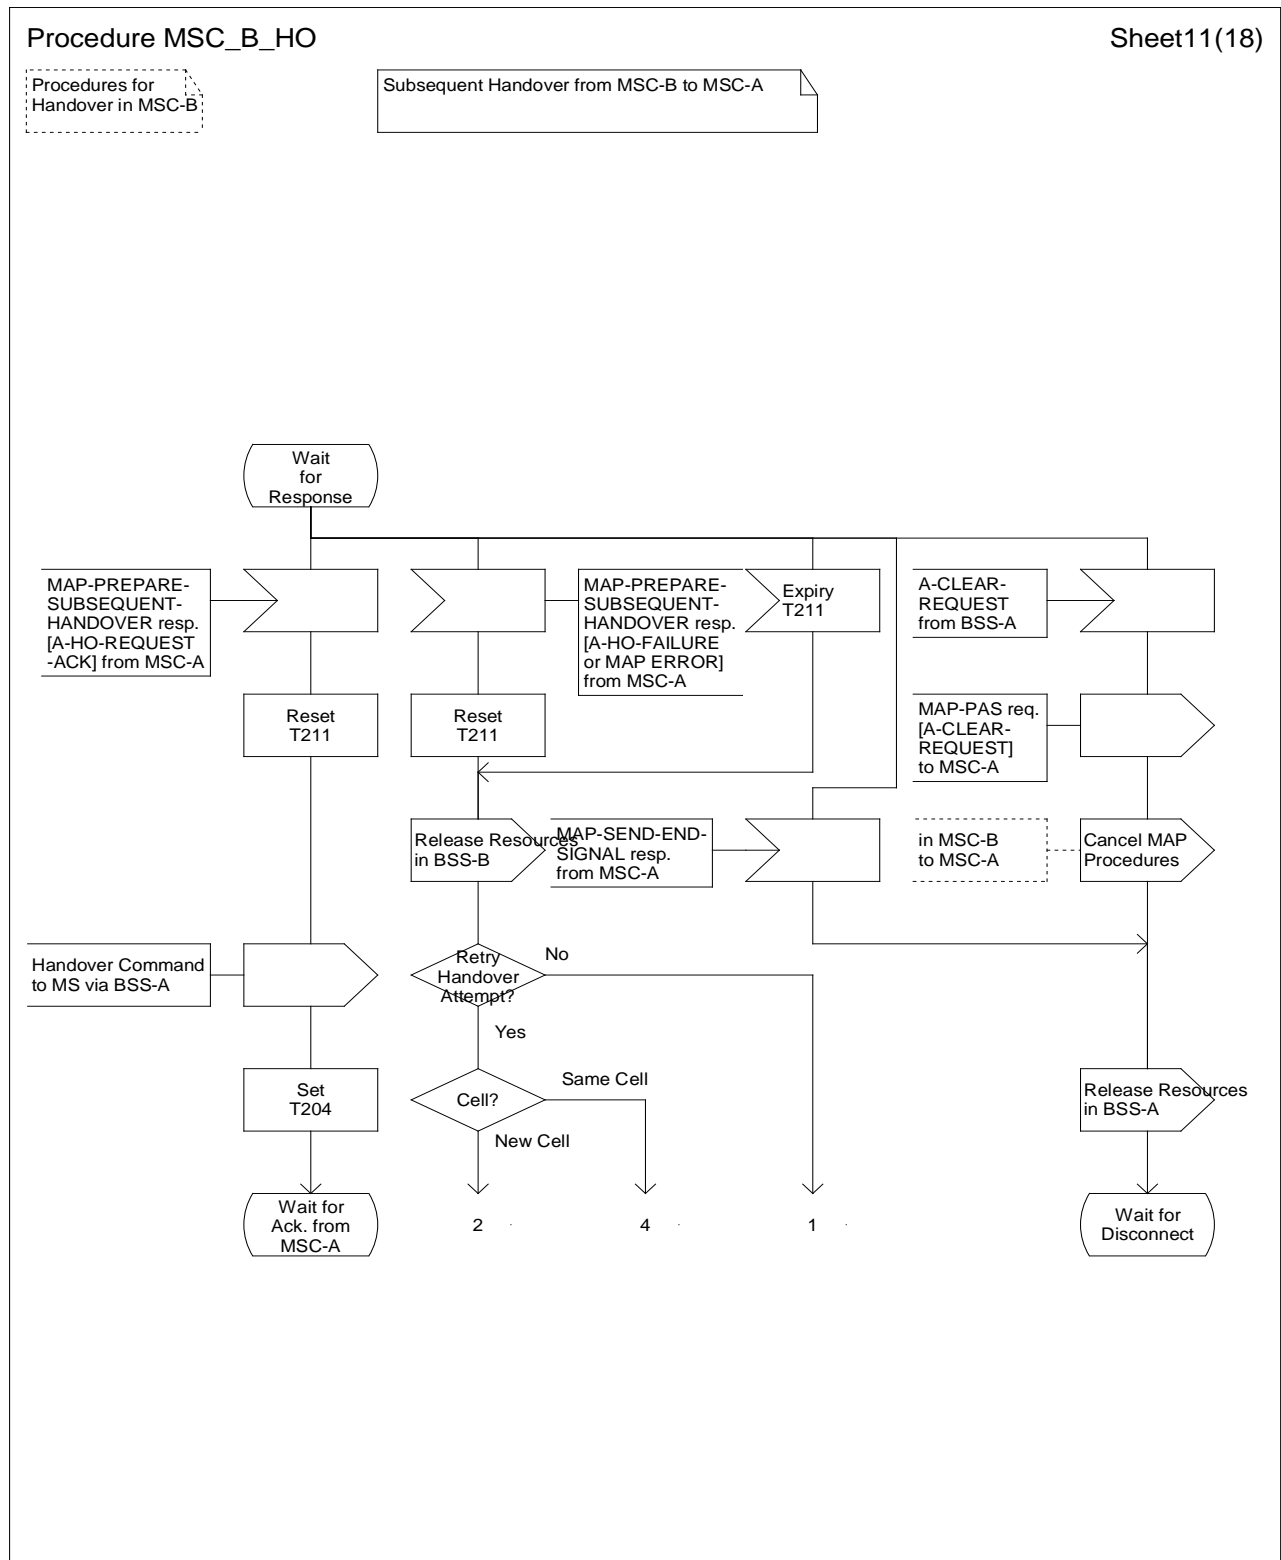 Procedure MSC_B_HO
Sheet11(18)
Procedures for
Handover in MSC-B
Subsequent Handover from MSC-B to MSC-A
Wait
for
Response
MAP-PREPARE-
SUBSEQUENT-
HANDOVER resp.
[A-HO-REQUEST
-ACK] from MSC-A
MAP-PREPARE-
SUBSEQUENT-
HANDOVER resp.
[A-HO-FAILURE
or MAP ERROR]
from MSC-A
Expiry
T211
A-CLEAR-
REQUEST
from BSS-A
Reset
T211
Reset
T211
MAP-PAS req.
[A-CLEAR-
REQUEST]
to MSC-A
Release Resources
in BSS-B
MAP-SEND-END-
SIGNAL resp.
from MSC-A
in MSC-B
to MSC-A
Cancel MAP
Procedures
Handover Command
to MS via BSS-A
Retry
Handover
Attempt?
No
Yes
Set
T204
Cell?
Same Cell
New Cell
Release Resources
in BSS-A
Wait for
Ack. from
MSC-A
2
4
1
Wait for
Disconnect